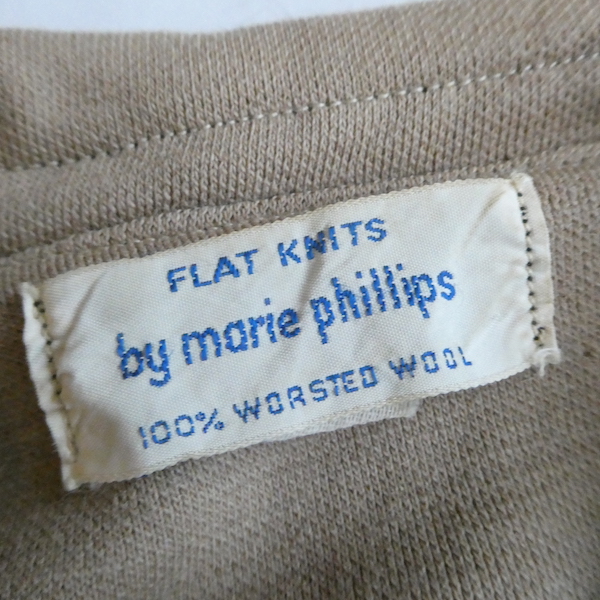 FLAT KNITS
by marie phillips
100% WORSTED WOOL